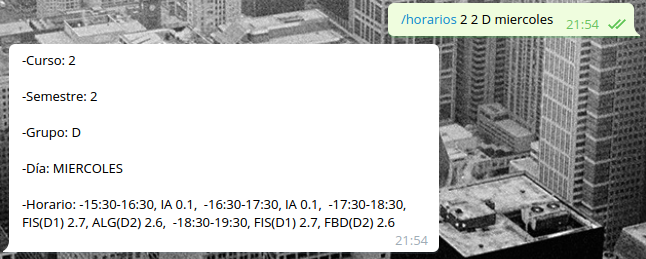 /horarios 2 2 D miercoles
21:54
-Curso: 2
-Semestre: 2
-Grupo: D
-Día: MIERCOLES
-Horario: -15:30-16:30, IA 0.1,  -16:30-17:30, IA 0.1,  -17:30-18:30,
FIS(D1) 2.7, ALG(D2) 2.6,  -18:30-19:30, FIS(D1) 2.7, FBD(D2) 2.6
21:54